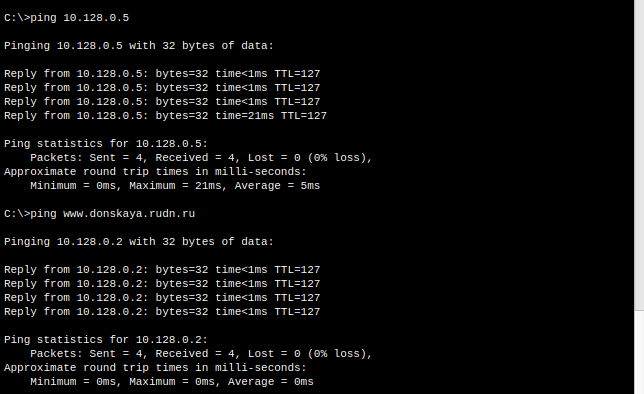 C:\>ping 10.128.0.5
Pinging 10.128.0.5 with 32 bytes of data:
Reply from 10.128.0.5: bytes=32 time<1ms TTL=127
Reply from 10.128.0.5: bytes=32 time<1ms TTL=127
Reply from 10.128.0.5: bytes=32 time<1ms TTL=127
Reply from 10.128.0.5: bytes=32 time=21ms TTL=127
Ping statistics for 10.128.0.5:
    Packets: Sent = 4, Received = 4, Lost = 0 (0% loss),
Approximate round trip times in milli-seconds:
    Minimum = 0ms, Maximum = 21ms, Average = 5ms
C:\>ping www.donskaya.rudn.ru
Pinging 10.128.0.2 with 32 bytes of data:
Reply from 10.128.0.2: bytes=32 time<1ms TTL=127
Reply from 10.128.0.2: bytes=32 time<1ms TTL=127
Reply from 10.128.0.2: bytes=32 time<1ms TTL=127
Reply from 10.128.0.2: bytes=32 time<1ms TTL=127
Ping statistics for 10.128.0.2:
    Packets: Sent = 4, Received = 4, Lost = 0 (0% loss),
Approximate round trip times in milli-seconds:
    Minimum = 0ms, Maximum = 0ms, Average = 0ms